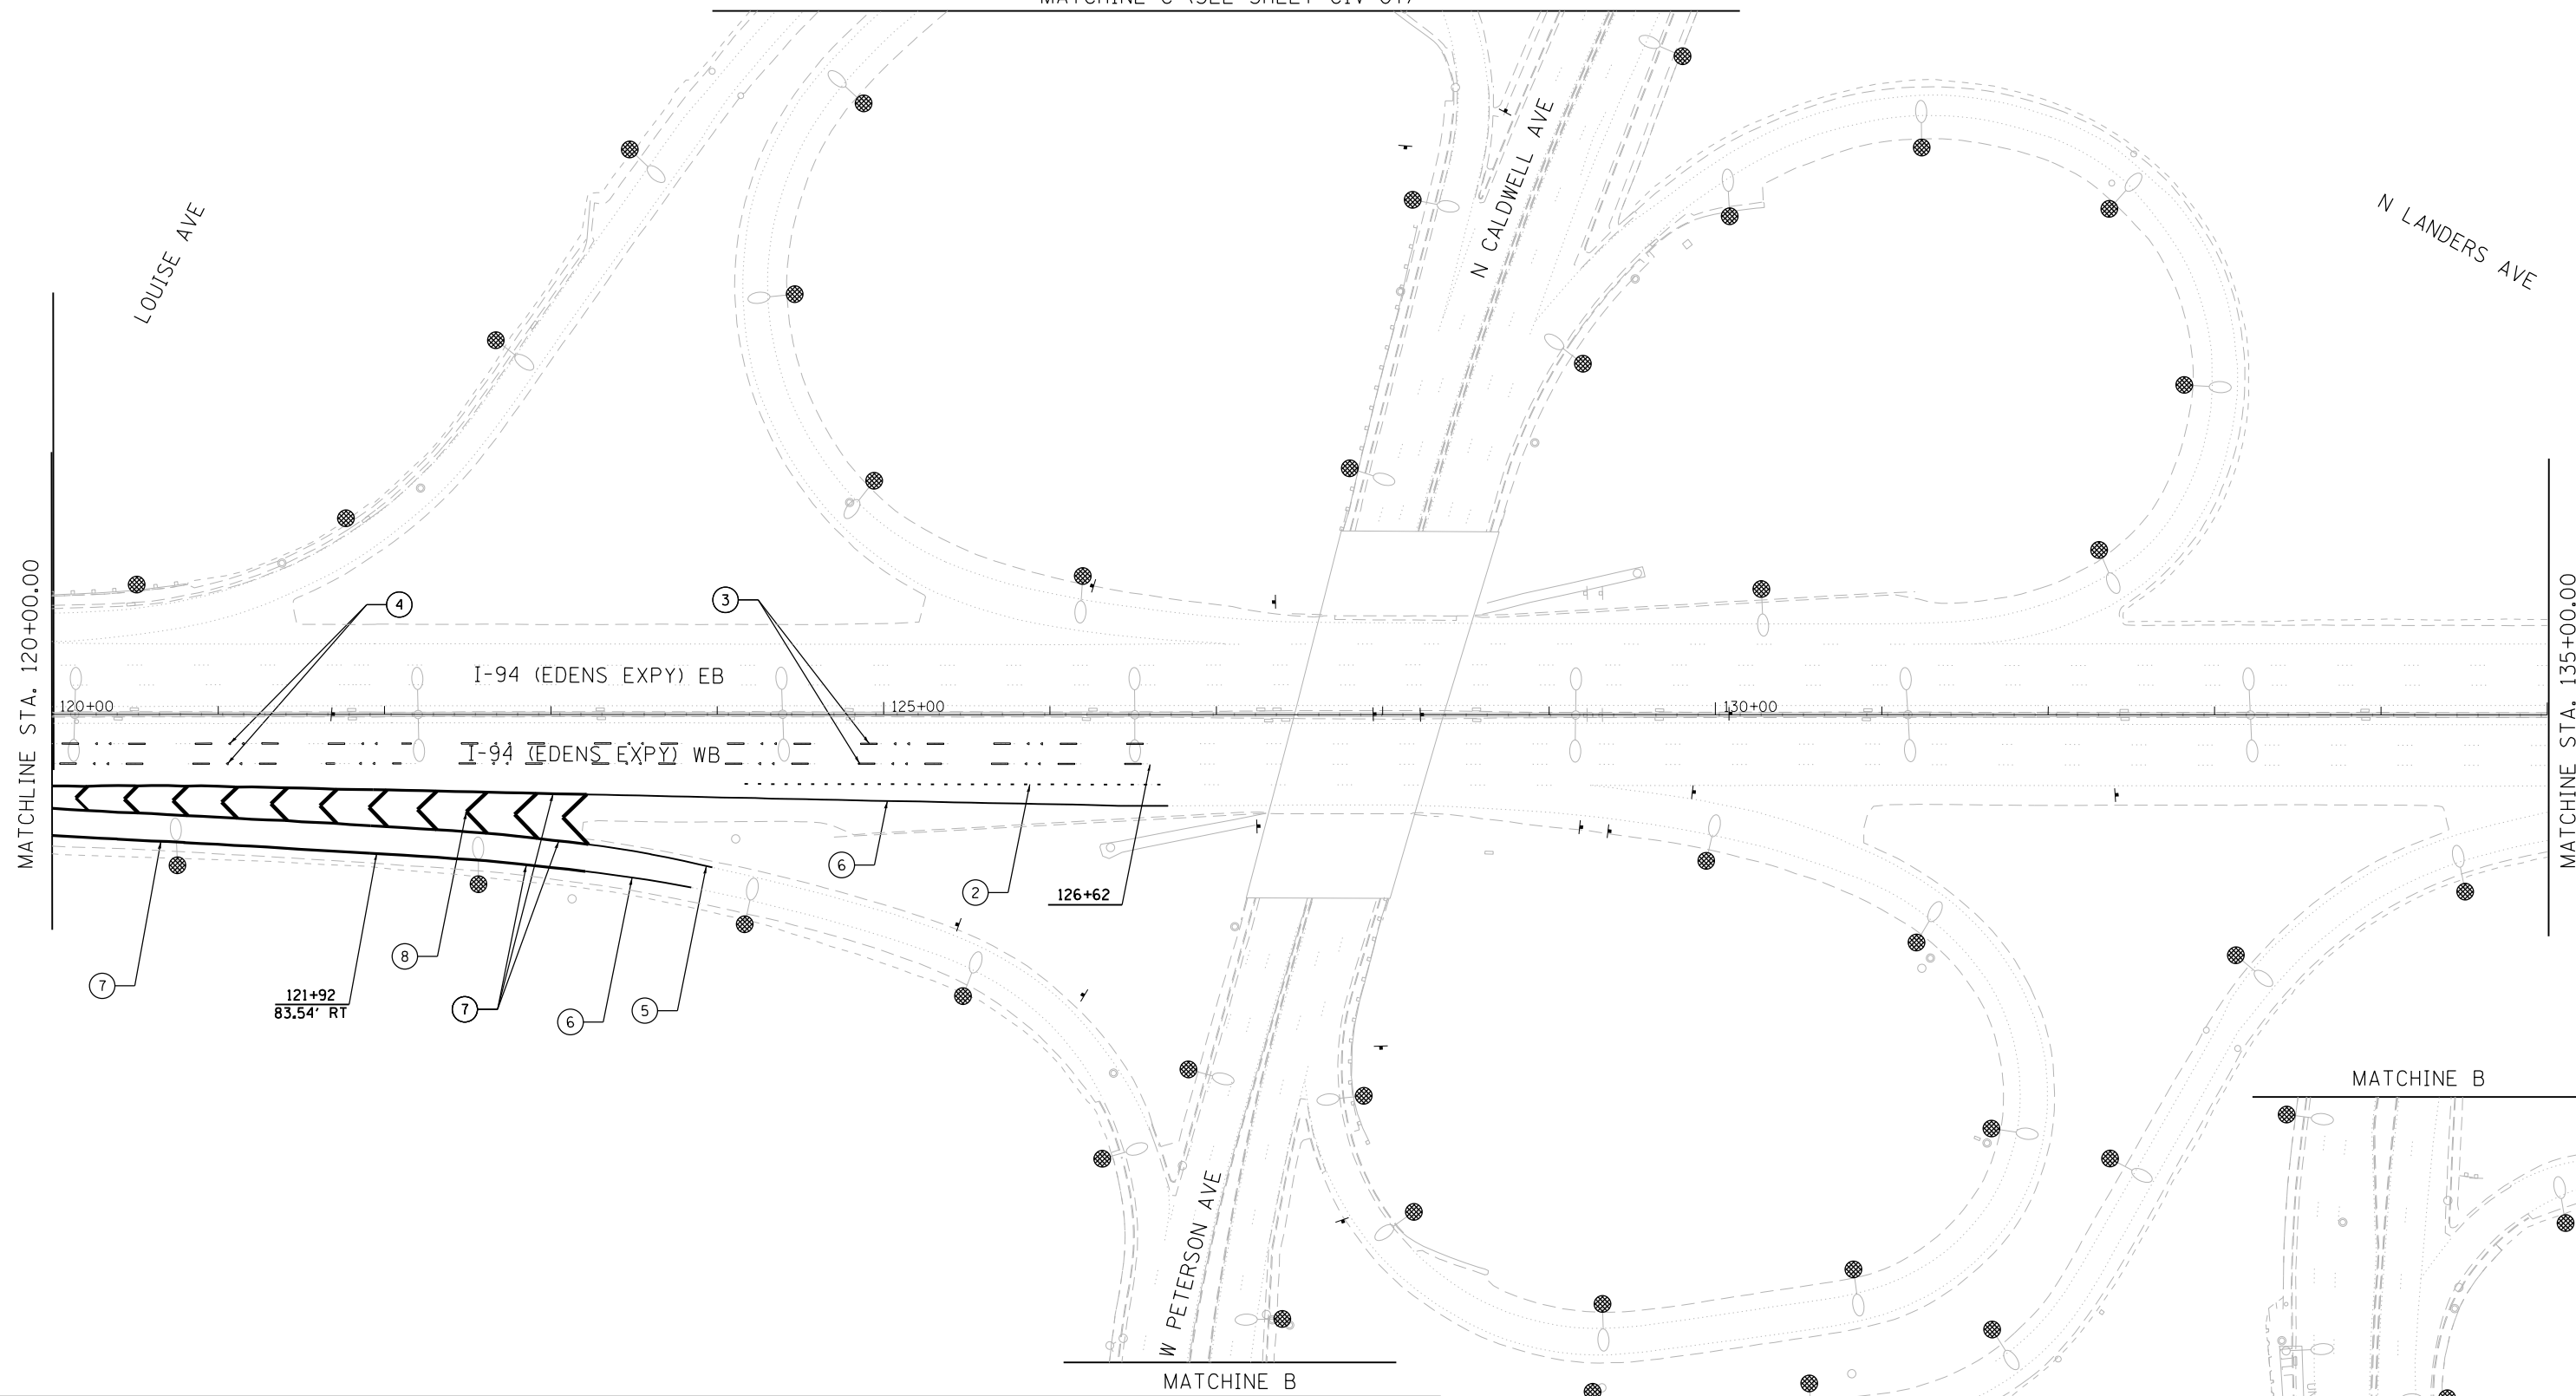 LOUISE AVE
N CALDWELL AVE
N LANDERS AVE
4
3
MATCHLINE STA. 120+00.00
I-94 (EDENS EXPY) EB
120+00
125+00
130+00
I-94 (EDENS EXPY) WB
MATCHLINE STA. 135+00.00
6
2
126+62
8
7
121+92
83.54' RT
7
6
5
W PETERSON AVE
MATCHINE B
MATCHINE B